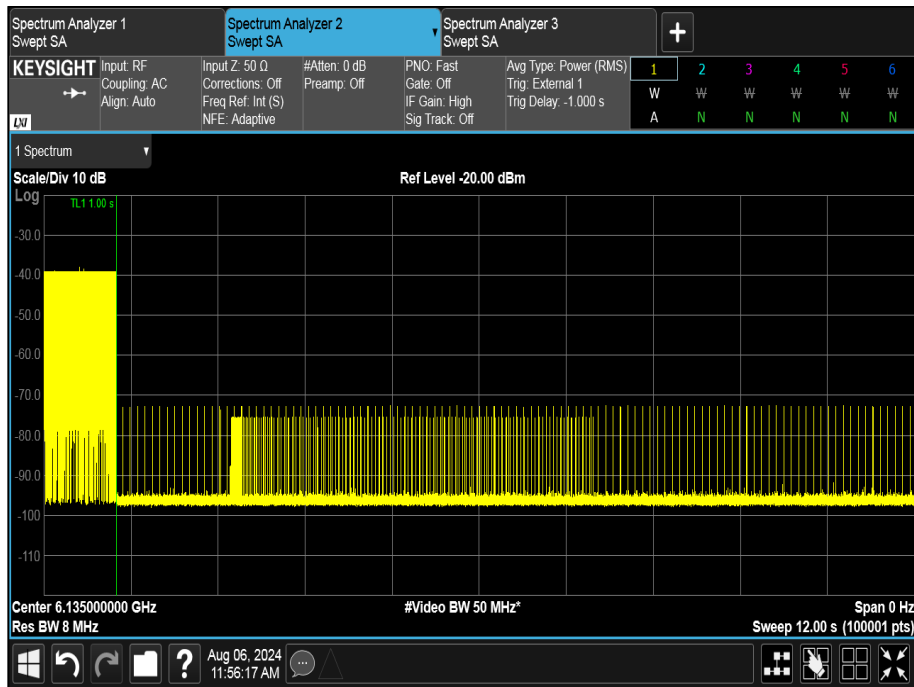 Spectrum Analyzer 1
Swept SA
Spectrum Analyzer 2
Swept SA
Spectrum Analyzer 3
Swept SA
+
KEYSIGHT
LXI
Input: RF
Coupling: AC
Align: Auto
Input Z: 50 Ω
Corrections: Off
Freq Ref: Int (S)
NFE: Adaptive
#Atten: 0 dB
Preamp: Off
PNO: Fast
Gate: Off
IF Gain: High
Sig Track: Off
Avg Type: Power (RMS)
Trig: External 1
Trig Delay: -1.000 s
1 2 3 4 5 6
W W W W W W
A N N N N N
1 Spectrum
Scale/Div 10 dB
Ref Level -20.00 dBm
Log
TL1 1.00 s
-30.0
-40.0
-50.0
-60.0
-70.0
-80.0
-90.0
-100
-110
Center 6.135000000 GHz
#Video BW 50 MHz*
Span 0 Hz
Res BW 8 MHz
Sweep 12.00 s (100001 pts)
?
Aug 06, 2024
11:56:17 AM